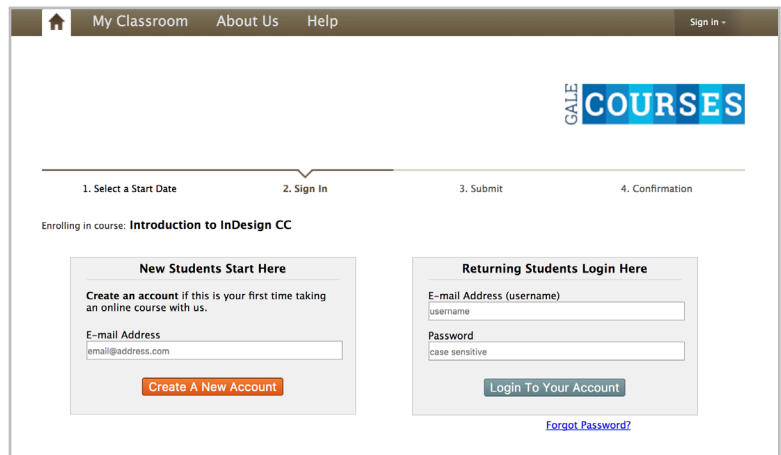 My Classroom About Us Help Sign in
GALE COURSES
1. Select a Start Date 2. Sign In 3. Submit 4. Confirmation
Enrolling in course: Introduction to InDesign CC
New Students Start Here
Create an account if this is your first time taking
an online course with us.
E-mail Address
email@address.com
Create A New Account
Returning Students Login Here
E-mail Address (username)
username
Password
case sensitive
Login To Your Account
Forgot Password?